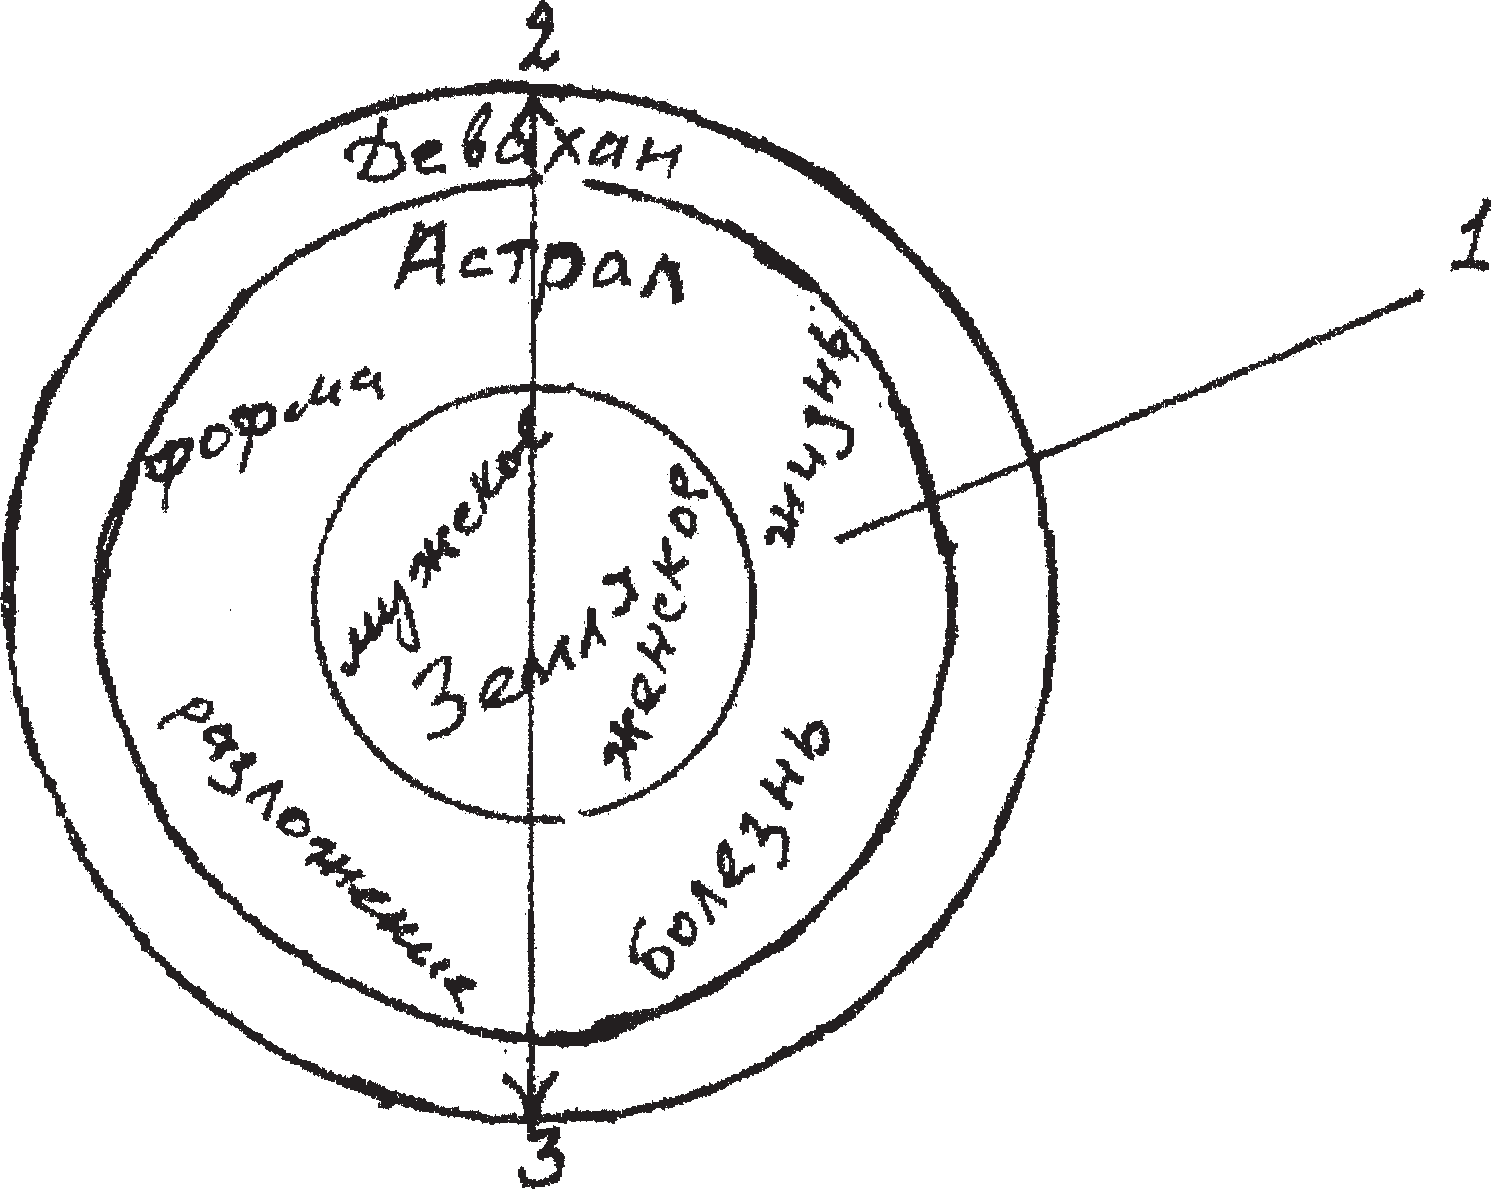 2
Девахан
1
Астрал
форма
жизнь
мужское
женское
Земля
разложение
болезнь
3